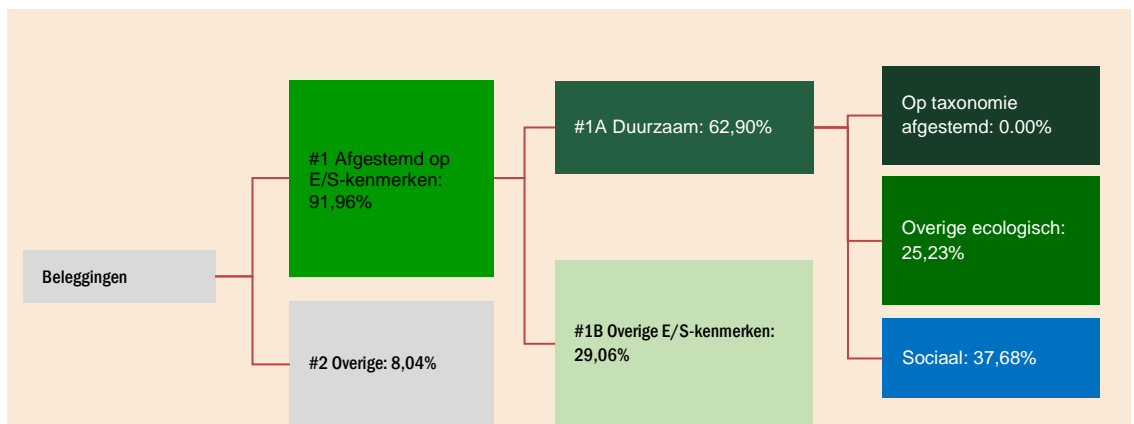 Beleggingen
#1 Afgestemd op
E/S-kenmerken:
91,96%
#2 Overige: 8,04%
#1A Duurzaam: 62,90%
#1B Overige E/S-kenmerken:
29,06%
Op taxonomie
afgestemd: 0.00%
Overige ecologisch:
25,23%
Sociaal: 37,68%